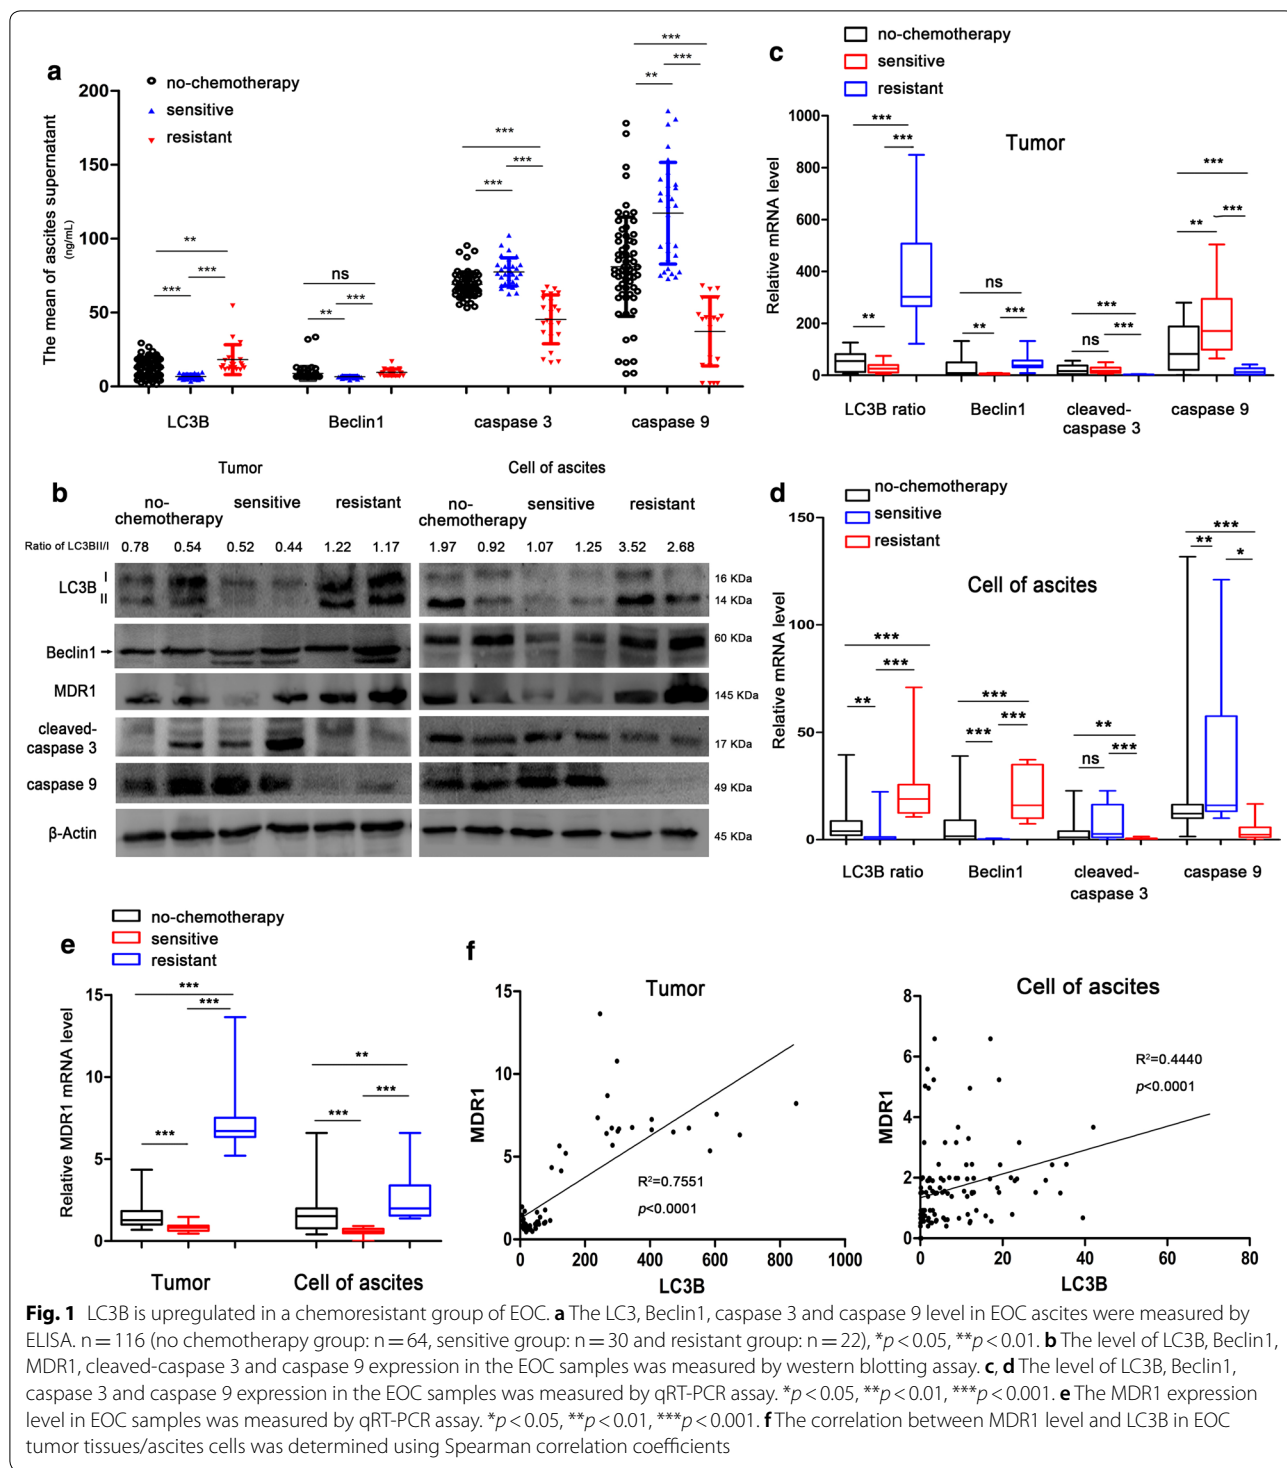 a
The mean of ascites supernatant
(ng/mL)
no-chemotherapy
sensitive
resistant
200
150
100
50
0
**
***
***
ns
***
**
***
***
***
***
***
**
LC3B
Beclin1
caspase 3
caspase 9
c
no-chemotherapy
sensitive
resistant
Tumor
Relative mRNA level
1000
800
600
400
200
0
***
***
**
ns
***
**
***
***
ns
***
***
**
LC3B ratio
Beclin1
cleaved-
caspase 3
caspase 9
b
Tumor
Cell of ascites
no-
chemotherapy
sensitive
resistant
no-
chemotherapy
sensitive
resistant
Ratio of LC3BII/I
0.78 0.54 0.52 0.44 1.22 1.17 1.97 0.92 1.07 1.25 3.52 2.68
LC3B
I
II
16 KDa
14 KDa
Beclin1
60 KDa
MDR1
145 KDa
cleaved-
caspase 3
17 KDa
caspase 9
49 KDa
β-Actin
45 KDa
d
no-chemotherapy
sensitive
resistant
Cell of ascites
Relative mRNA level
150
100
50
0
***
***
**
***
***
***
**
***
ns
***
**
*
LC3B ratio
Beclin1
cleaved-
caspase 3
caspase 9
e
no-chemotherapy
sensitive
resistant
Relative MDR1 mRNA level
15
10
5
0
***
***
***
**
***
***
Tumor
Cell of ascites
f
Tumor
MDR1
15
10
5
0
R²=0.7551
p<0.0001
0 200 400 600 800 1000
LC3B
Cell of ascites
MDR1
8
6
4
2
0
R²=0.4440
p<0.0001
0 20 40 60 80
LC3B
Fig. 1 LC3B is upregulated in a chemoresistant group of EOC. a The LC3, Beclin1, caspase 3 and caspase 9 level in EOC ascites were measured by
ELISA. n = 116 (no chemotherapy group: n = 64, sensitive group: n = 30 and resistant group: n = 22), *p < 0.05, **p < 0.01. b The level of LC3B, Beclin1,
MDR1, cleaved-caspase 3 and caspase 9 expression in the EOC samples was measured by western blotting assay. c, d The level of LC3B, Beclin1,
caspase 3 and caspase 9 expression in the EOC samples was measured by qRT-PCR assay. *p < 0.05, **p < 0.01, ***p < 0.001. e The MDR1 expression
level in EOC samples was measured by qRT-PCR assay. *p < 0.05, **p < 0.01, ***p < 0.001. f The correlation between MDR1 level and LC3B in EOC
tumor tissues/ascites cells was determined using Spearman correlation coefficients